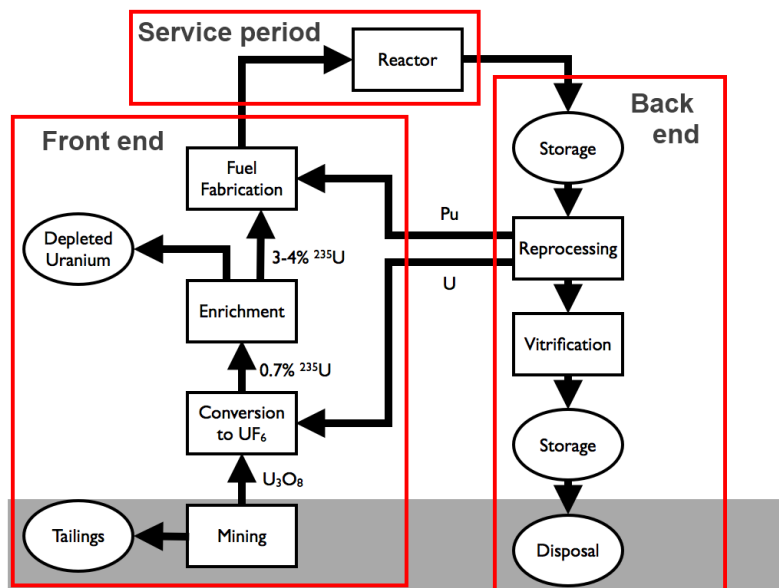 Service period
Reactor
Back
end
Front end
Storage
Fuel
Fabrication
Pu
Depleted
Uranium
3-4% ²³⁵U
Reprocessing
U
Enrichment
Vitrification
0.7% ²³⁵U
Conversion
to UF₆
Storage
U₃O₈
Tailings
Mining
Disposal